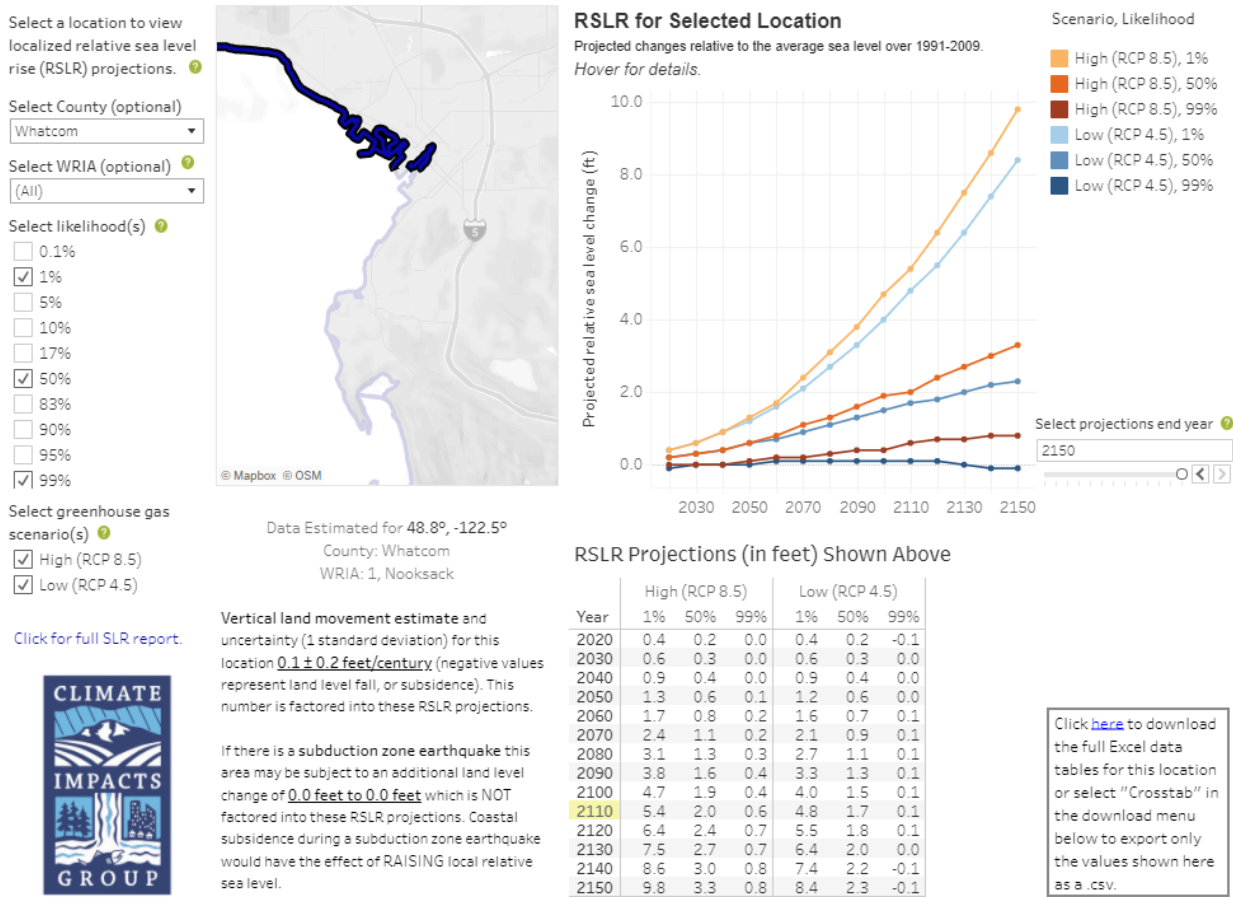 Select a location to view
localized relative sea level
rise (RSLR) projections. ?
Select County (optional)
Whatcom
Select WRIA (optional) ?
(All)
Select likelihood(s) ?
0.1%
1%
5%
10%
17%
50%
83%
90%
95%
99%
Select greenhouse gas
scenario(s) ?
High (RCP 8.5)
Low (RCP 4.5)
Click for full SLR report.
CLIMATE
IMPACTS
GROUP
5
© Mapbox © OSM
Data Estimated for 48.8º, -122.5º
County: Whatcom
WRIA: 1, Nooksack
Vertical land movement estimate and
uncertainty (1 standard deviation) for this
location 0.1 ± 0.2 feet/century (negative values
represent land level fall, or subsidence). This
number is factored into these RSLR projections.
If there is a subduction zone earthquake this
area may be subject to an additional land level
change of 0.0 feet to 0.0 feet which is NOT
factored into these RSLR projections. Coastal
subsidence during a subduction zone earthquake
would have the effect of RAISING local relative
sea level.
RSLR for Selected Location
Projected changes relative to the average sea level over 1991-2009.
Hover for details.
Projected relative sea level change (ft)
10.0
8.0
6.0
4.0
2.0
0.0
2030 2050 2070 2090 2110 2130 2150
Scenario, Likelihood
High (RCP 8.5), 1%
High (RCP 8.5), 50%
High (RCP 8.5), 99%
Low (RCP 4.5), 1%
Low (RCP 4.5), 50%
Low (RCP 4.5), 99%
Select projections end year ?
2150
RSLR Projections (in feet) Shown Above
High (RCP 8.5) Low (RCP 4.5)
Year 1% 50% 99% 1% 50% 99%
2020 0.4 0.2 0.0 0.4 0.2 -0.1
2030 0.6 0.3 0.0 0.6 0.3 0.0
2040 0.9 0.4 0.0 0.9 0.4 0.0
2050 1.3 0.6 0.1 1.2 0.6 0.0
2060 1.7 0.8 0.2 1.6 0.7 0.1
2070 2.4 1.1 0.2 2.1 0.9 0.1
2080 3.1 1.3 0.3 2.7 1.1 0.1
2090 3.8 1.6 0.4 3.3 1.3 0.1
2100 4.7 1.9 0.4 4.0 1.5 0.1
2110 5.4 2.0 0.6 4.8 1.7 0.1
2120 6.4 2.4 0.7 5.5 1.8 0.1
2130 7.5 2.7 0.7 6.4 2.0 0.0
2140 8.6 3.0 0.8 7.4 2.2 -0.1
2150 9.8 3.3 0.8 8.4 2.3 -0.1
Click here to download
the full Excel data
tables for this location
or select "Crosstab" in
the download menu
below to export only
the values shown here
as a .csv.